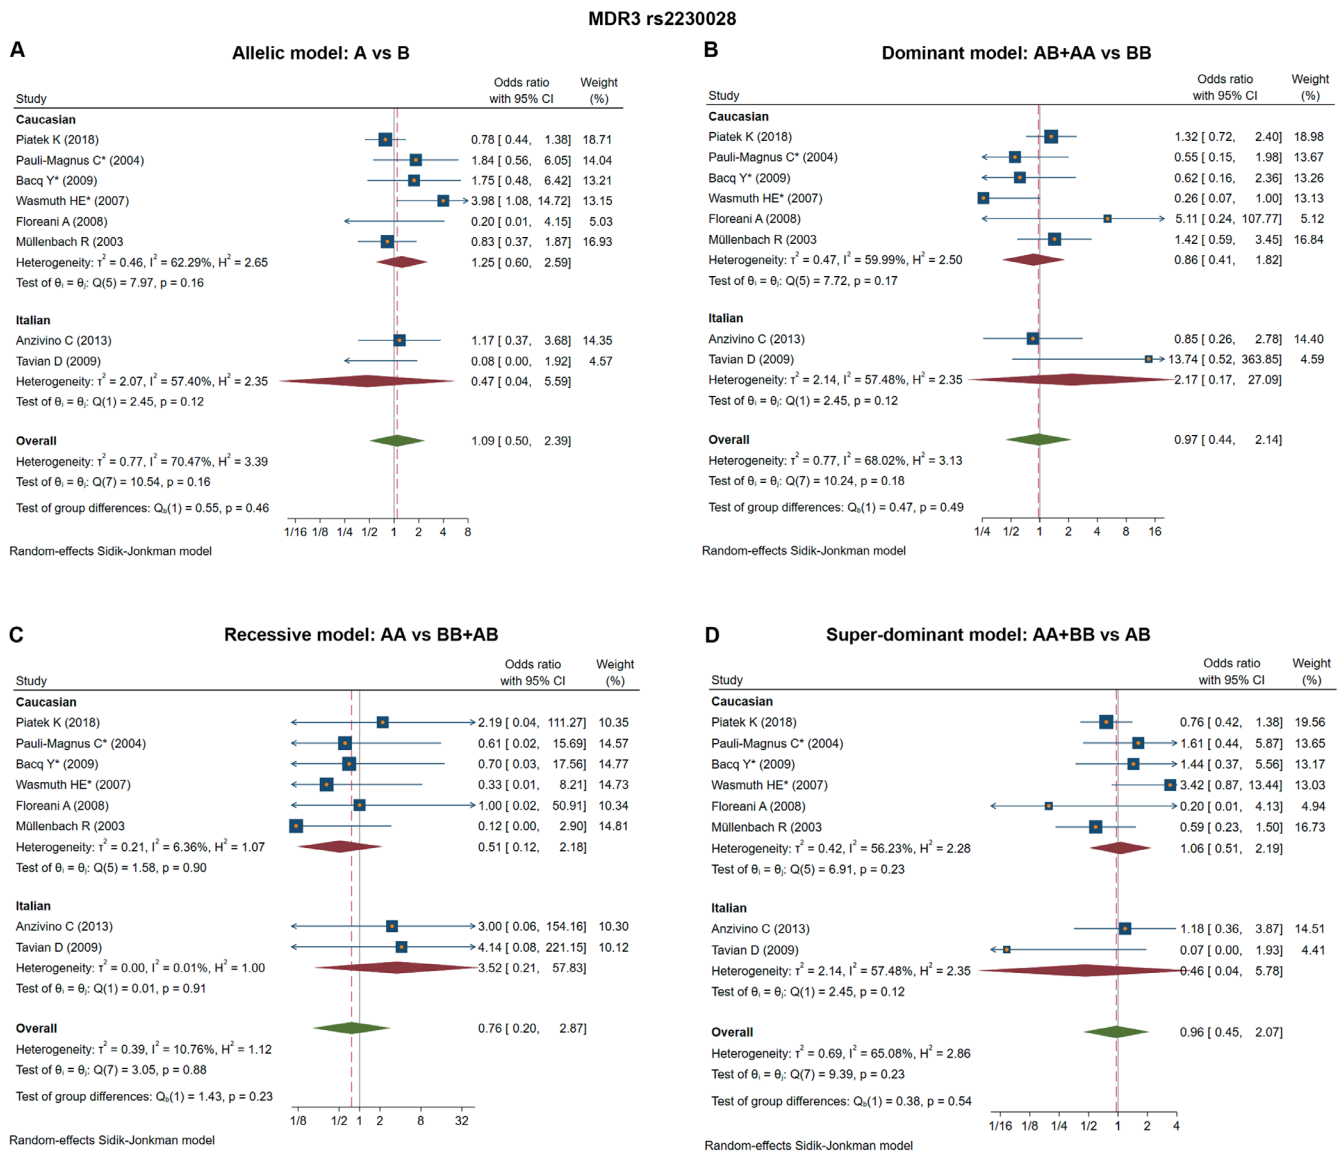 MDR3 rs2230028
A
Allelic model: A vs B
Odds ratio Weight
Study with 95% CI (%)
Caucasian
Piatek K (2018) 0.78 [ 0.44, 1.38] 18.71
Pauli-Magnus C* (2004) 1.84 [ 0.56, 6.05] 14.04
Bacq Y* (2009) 1.75 [ 0.48, 6.42] 13.21
Wasmuth HE* (2007) 3.98 [ 1.08, 14.72] 13.15
Floreani A (2008) 0.20 [ 0.01, 4.15] 5.03
Müllenbach R (2003 0.83 [ 0.37, 1.87] 16.93
Heterogeneity: τ² = 0.46, I² = 62.29%, H² = 2.65 1.25 [ 0.60, 2.59]
Test of θᵢ = θⱼ: Q(5) = 7.97, p = 0.16
Italian
Anzivino C (2013) 1.17 [ 0.37, 3.68] 14.35
Tavian D (2009) 0.08 [ 0.00, 1.92] 4.57
Heterogeneity: τ² = 2.07, I² = 57.40%, H² = 2.35 0.47 [ 0.04, 5.59]
Test of θᵢ = θⱼ: Q(1) = 2.45, p = 0.12
Overall 1.09 [ 0.50, 2.39]
Heterogeneity: τ² = 0.77, I² = 70.47%, H² = 3.39
Test of θᵢ = θⱼ: Q(7) = 10.54, p = 0.16
Test of group differences: Q_b(1) = 0.55, p = 0.46
1/16 1/8 1/4 1/2 1 2 4 8
Random-effects Sidik-Jonkman model
B
Dominant model: AB+AA vs BB
Odds ratio Weight
Study with 95% CI (%)
Caucasian
Piatek K (2018) 1.32 [ 0.72, 2.40] 18.98
Pauli-Magnus C* (2004) 0.55 [ 0.15, 1.98] 13.67
Bacq Y* (2009) 0.62 [ 0.16, 2.36] 13.26
Wasmuth HE* (2007) 0.26 [ 0.07, 1.00] 13.13
Floreani A (2008) 5.11 [ 0.24, 107.77] 5.12
Müllenbach R (2003 1.42 [ 0.59, 3.45] 16.84
Heterogeneity: τ² = 0.47, I² = 59.99%, H² = 2.50 0.86 [ 0.41, 1.82]
Test of θᵢ = θⱼ: Q(5) = 7.72, p = 0.17
Italian
Anzivino C (2013) 0.85 [ 0.26, 2.78] 14.40
Tavian D (2009) 13.74 [ 0.52, 363.85] 4.59
Heterogeneity: τ² = 2.14, I² = 57.48%, H² = 2.35 2.17 [ 0.17, 27.09]
Test of θᵢ = θⱼ: Q(1) = 2.45, p = 0.12
Overall 0.97 [ 0.44, 2.14]
Heterogeneity: τ² = 0.77, I² = 68.02%, H² = 3.13
Test of θᵢ = θⱼ: Q(7) = 10.24, p = 0.18
Test of group differences: Q_b(1) = 0.47, p = 0.49
1/4 1/2 1 2 4 8 16
Random-effects Sidik-Jonkman model
C
Recessive model: AA vs BB+AB
Odds ratio Weight
Study with 95% CI (%)
Caucasian
Piatek K (2018) 2.19 [ 0.04, 111.27] 10.35
Pauli-Magnus C* (2004) 0.61 [ 0.02, 15.69] 14.57
Bacq Y* (2009) 0.70 [ 0.03, 17.56] 14.77
Wasmuth HE* (2007) 0.33 [ 0.01, 8.21] 14.73
Floreani A (2008) 1.00 [ 0.02, 50.91] 10.34
Müllenbach R (2003 0.12 [ 0.00, 2.90] 14.81
Heterogeneity: τ² = 0.21, I² = 6.36%, H² = 1.07 0.51 [ 0.12, 2.18]
Test of θᵢ = θⱼ: Q(5) = 1.58, p = 0.90
Italian
Anzivino C (2013) 3.00 [ 0.06, 154.16] 10.30
Tavian D (2009) 4.14 [ 0.08, 221.15] 10.12
Heterogeneity: τ² = 0.00, I² = 0.01%, H² = 1.00 3.52 [ 0.21, 57.83]
Test of θᵢ = θⱼ: Q(1) = 0.01, p = 0.91
Overall 0.76 [ 0.20, 2.87]
Heterogeneity: τ² = 0.39, I² = 10.76%, H² = 1.12
Test of θᵢ = θⱼ: Q(7) = 3.05, p = 0.88
Test of group differences: Q_b(1) = 1.43, p = 0.23
1/8 1/2 1 2 8 32
Random-effects Sidik-Jonkman model
D
Super-dominant model: AA+BB vs AB
Odds ratio Weight
Study with 95% CI (%)
Caucasian
Piatek K (2018) 0.76 [ 0.42, 1.38] 19.56
Pauli-Magnus C* (2004) 1.61 [ 0.44, 5.87] 13.65
Bacq Y* (2009) 1.44 [ 0.37, 5.56] 13.17
Wasmuth HE* (2007) 3.42 [ 0.87, 13.44] 13.03
Floreani A (2008) 0.20 [ 0.01, 4.13] 4.94
Müllenbach R (2003 0.59 [ 0.23, 1.50] 16.73
Heterogeneity: τ² = 0.42, I² = 56.23%, H² = 2.28 1.06 [ 0.51, 2.19]
Test of θᵢ = θⱼ: Q(5) = 6.91, p = 0.23
Italian
Anzivino C (2013) 1.18 [ 0.36, 3.87] 14.51
Tavian D (2009) 0.07 [ 0.00, 1.93] 4.41
Heterogeneity: τ² = 2.14, I² = 57.48%, H² = 2.35 0.46 [ 0.04, 5.78]
Test of θᵢ = θⱼ: Q(1) = 2.45, p = 0.12
Overall 0.96 [ 0.45, 2.07]
Heterogeneity: τ² = 0.69, I² = 65.08%, H² = 2.86
Test of θᵢ = θⱼ: Q(7) = 9.39, p = 0.23
Test of group differences: Q_b(1) = 0.38, p = 0.54
1/16 1/8 1/4 1/2 1 2 4
Random-effects Sidik-Jonkman model